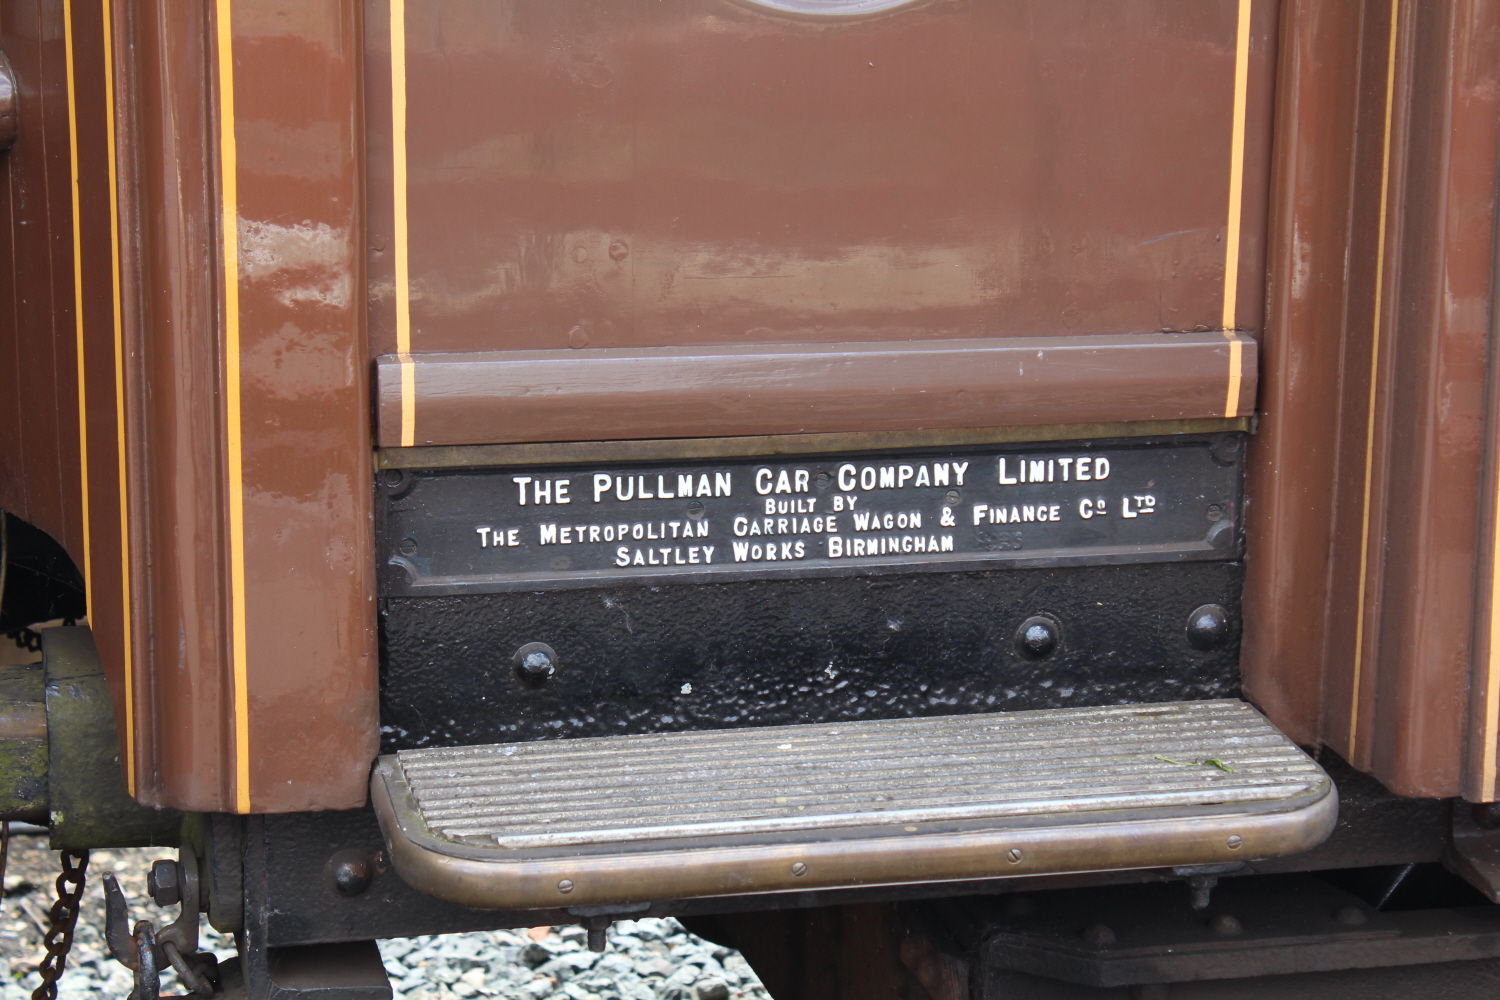 THE PULLMAN CAR COMPANY LIMITED
BUILT BY
THE METROPOLITAN CARRIAGE WAGON & FINANCE Co LTD
SALTLEY WORKS BIRMINGHAM